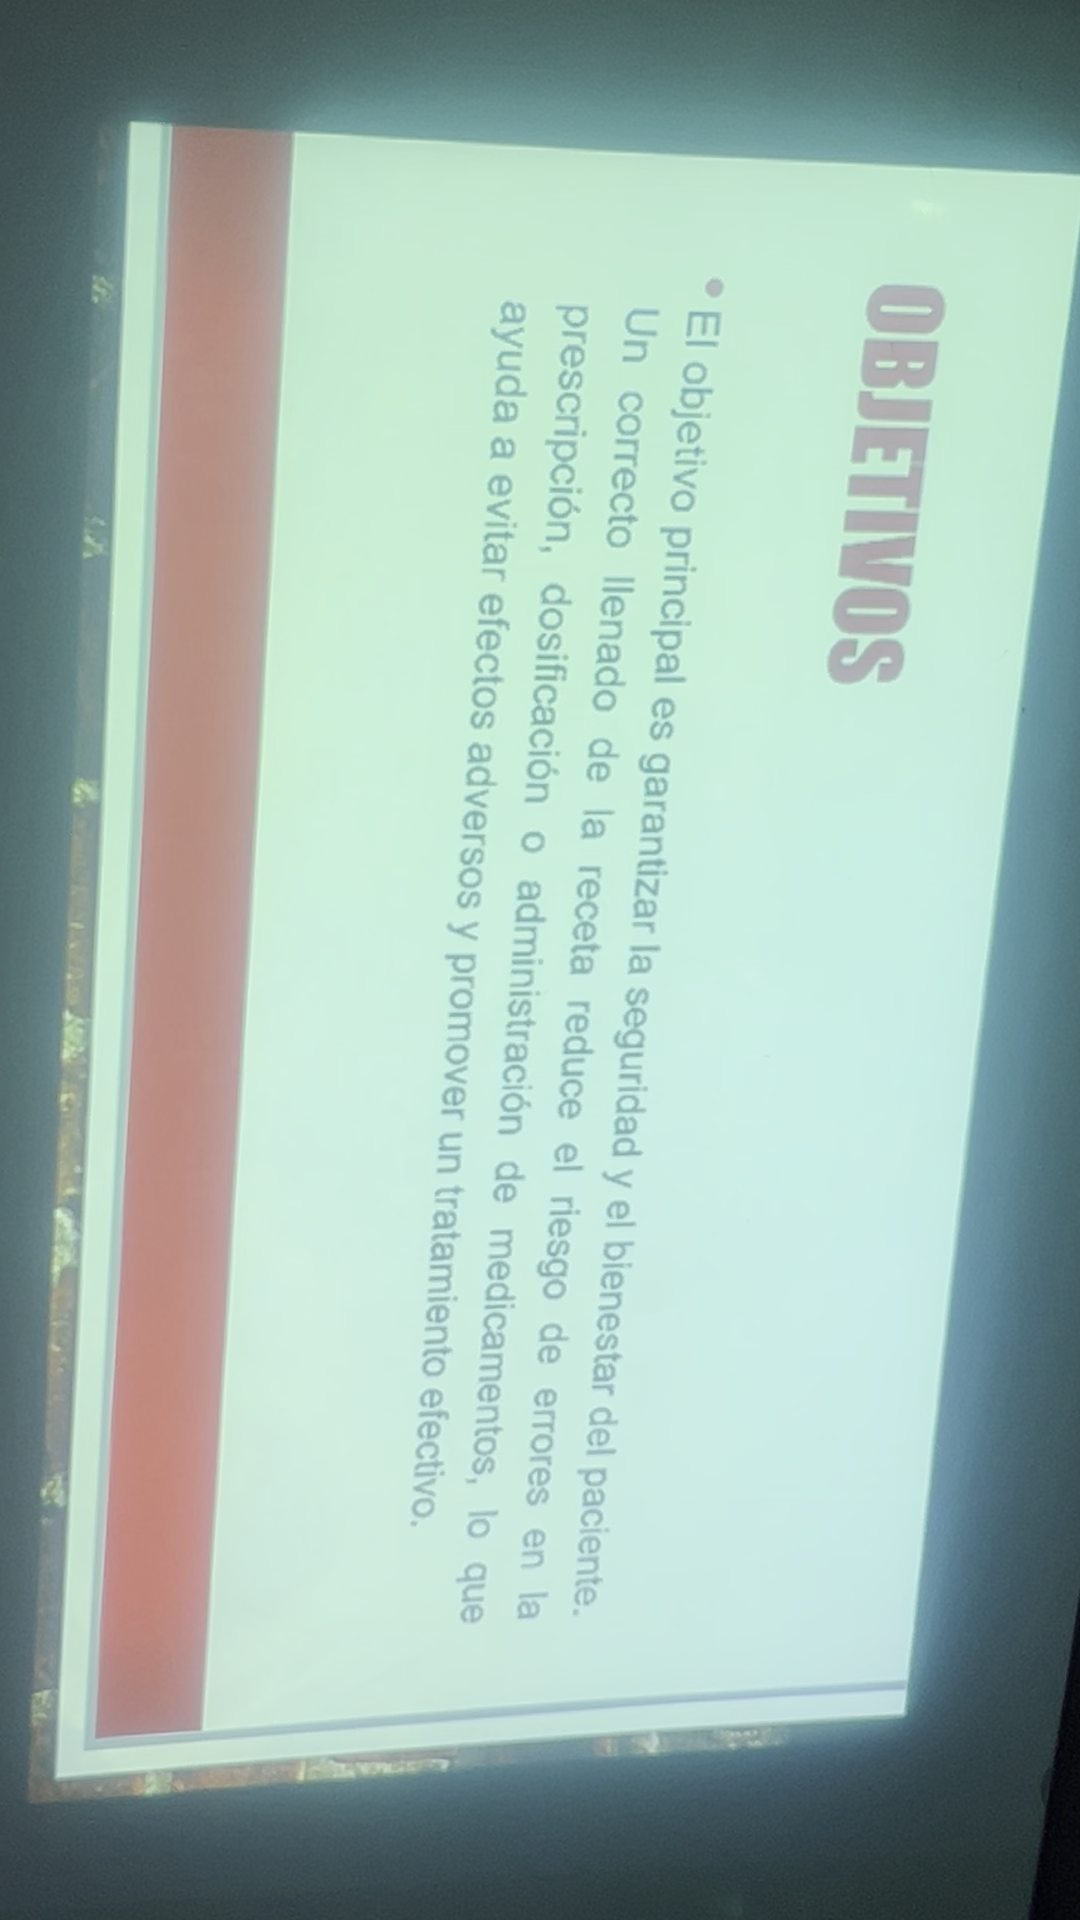 OBJETIVOS
• El objetivo principal es garantizar la seguridad y el bienestar del paciente.
Un correcto llenado de la receta reduce el riesgo de errores en la
prescripción, dosificación o administración de medicamentos, lo que
ayuda a evitar efectos adversos y promover un tratamiento efectivo.